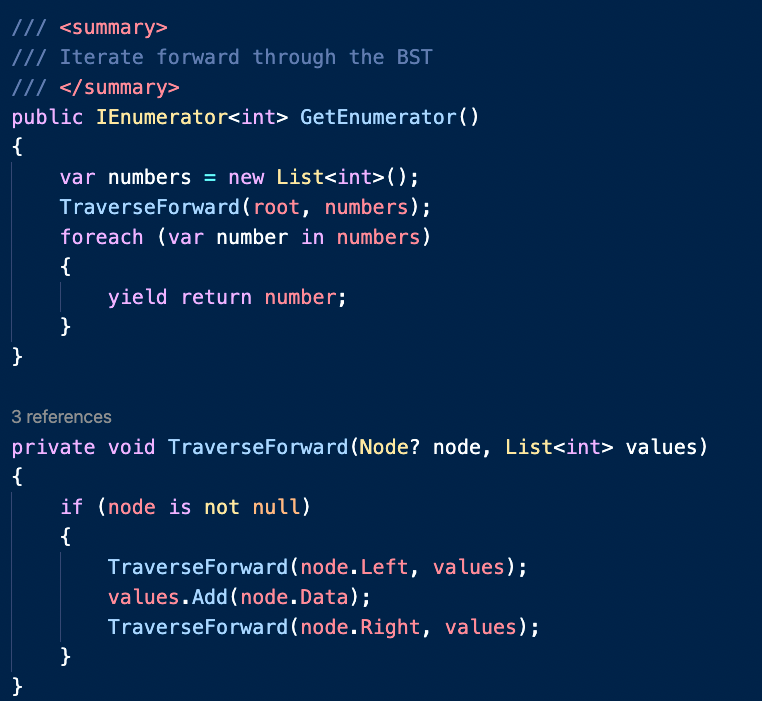 /// <summary>
/// Iterate forward through the BST
/// </summary>
public IEnumerator<int> GetEnumerator()
{
    var numbers = new List<int>();
    TraverseForward(root, numbers);
    foreach (var number in numbers)
    {
        yield return number;
    }
}

3 references
private void TraverseForward(Node? node, List<int> values)
{
    if (node is not null)
    {
        TraverseForward(node.Left, values);
        values.Add(node.Data);
        TraverseForward(node.Right, values);
    }
}